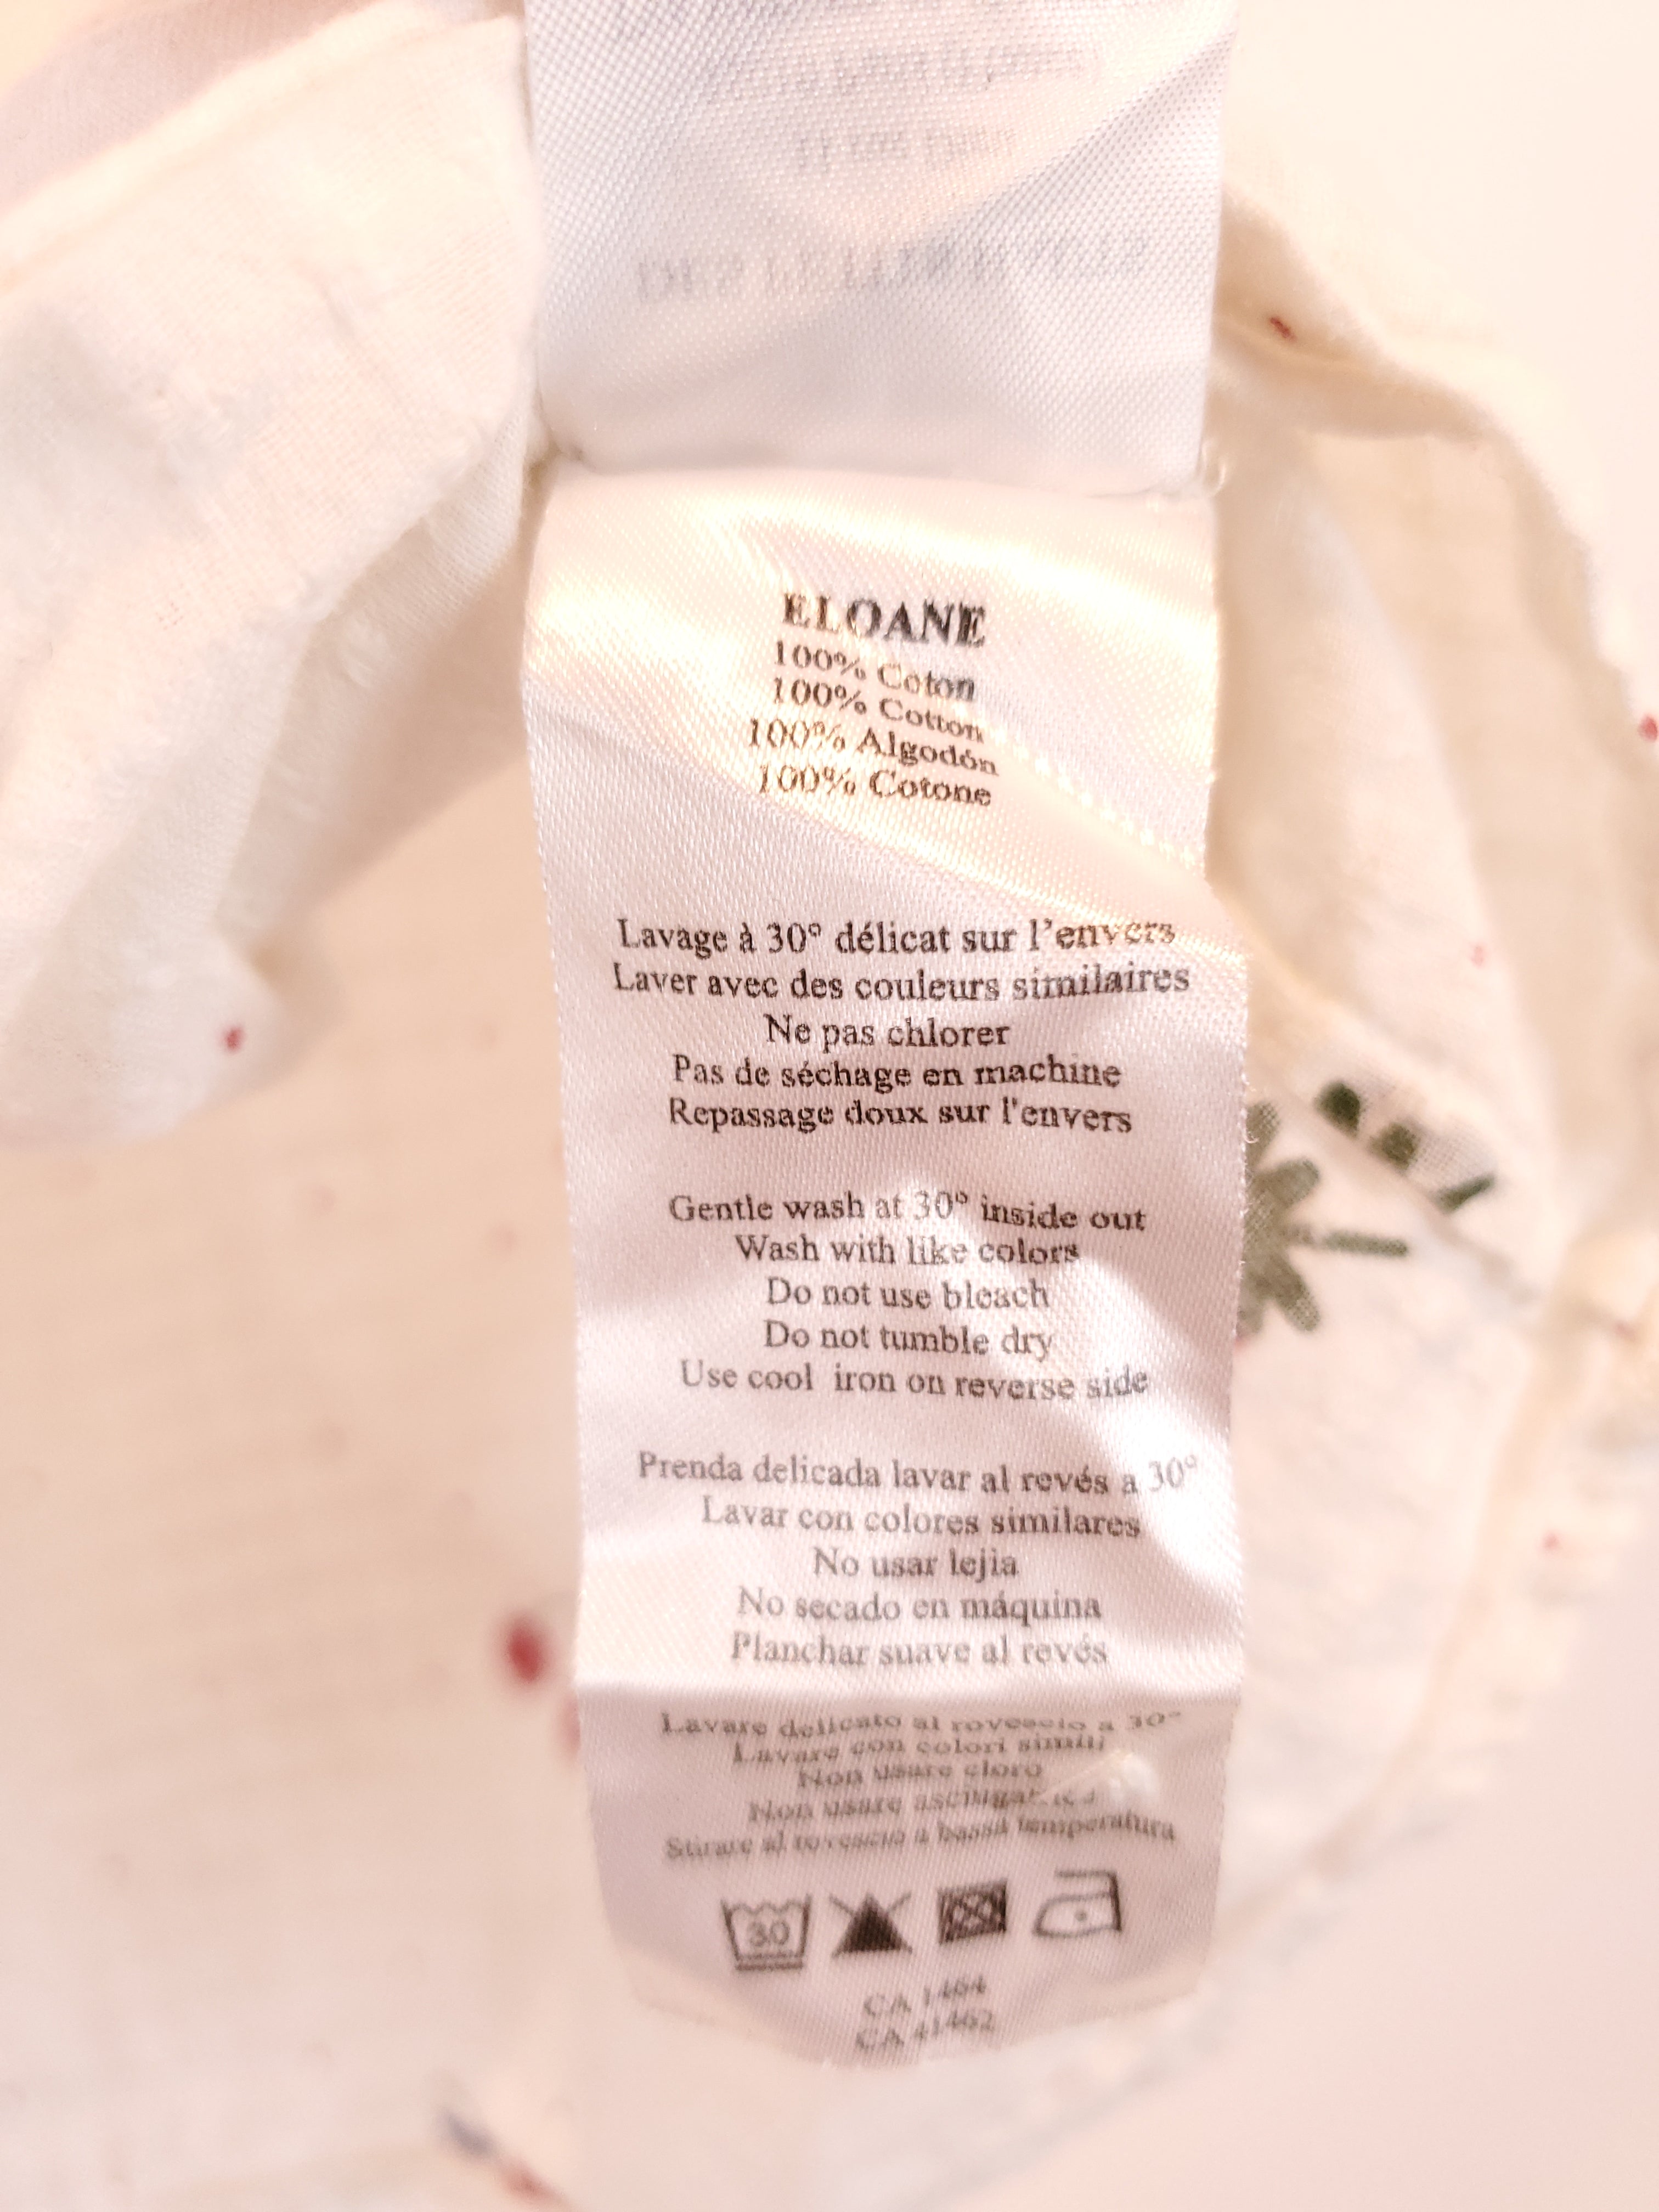 ELOANE
100% Coton
100% Cotton
100% Algodón
100% Cotone
Lavage à 30° délicat sur l'envers
Laver avec des couleurs similaires
Ne pas chlorer
Pas de séchage en machine
Repassage doux sur l'envers
Gentle wash at 30° inside out
Wash with like colors
Do not use bleach
Do not tumble dry
Use cool iron on reverse side
Prenda delicada lavar al revés a 30°
Lavar con colores similares
No usar lejia
No secado en máquina
Planchar suave al revés
Lavare delicato al rovescio a 30°
Lavare con colori simili
Non usare cloro
Non usare
Stirare al rovescio a bassa temperatura
30
CA 1464
CA 41462